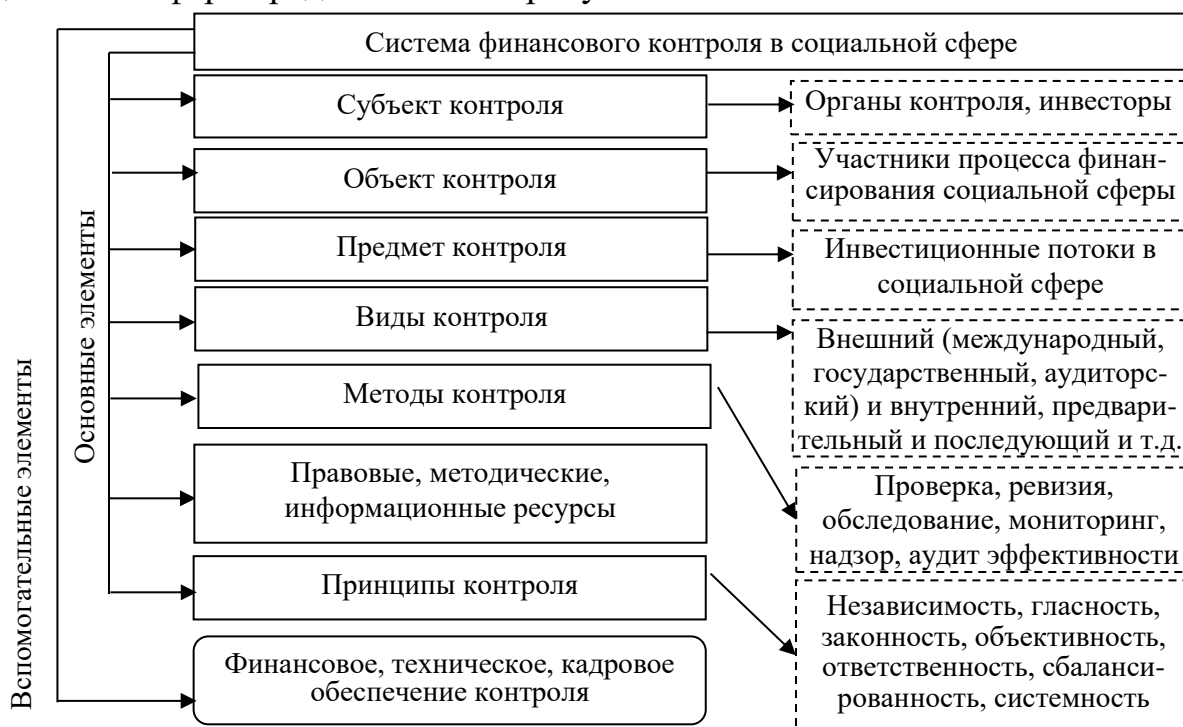 Система финансового контроля в социальной сфере
Субъект контроля
Органы контроля, инвесторы
Объект контроля
Участники процесса финан-
сирования социальной сферы
Предмет контроля
Инвестиционные потоки в
социальной сфере
Виды контроля
Внешний (международный,
государственный, аудиторс-
кий) и внутренний, предвари-
тельный и последующий и т.д.
Методы контроля
Проверка, ревизия,
обследование, мониторинг,
надзор, аудит эффективности
Правовые, методические,
информационные ресурсы
Принципы контроля
Независимость, гласность,
законность, объективность,
ответственность, сбаланси-
рованность, системность
Финансовое, техническое, кадровое
обеспечение контроля
Основные элементы
Вспомогательные элементы